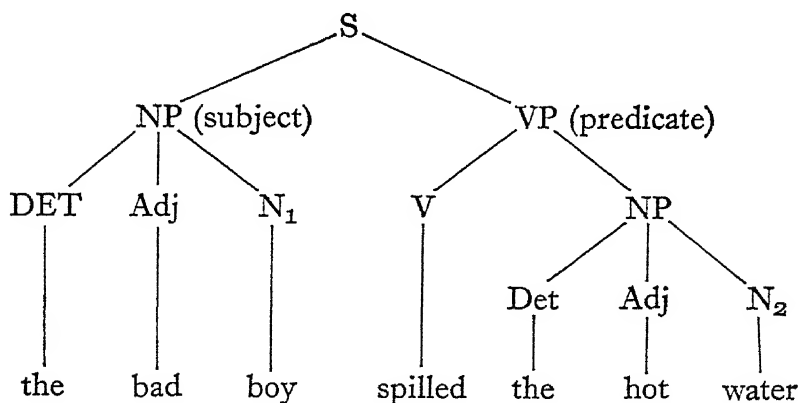 S
NP (subject) VP (predicate)
DET Adj N₁ V NP
Det Adj N₂
the bad boy spilled the hot water